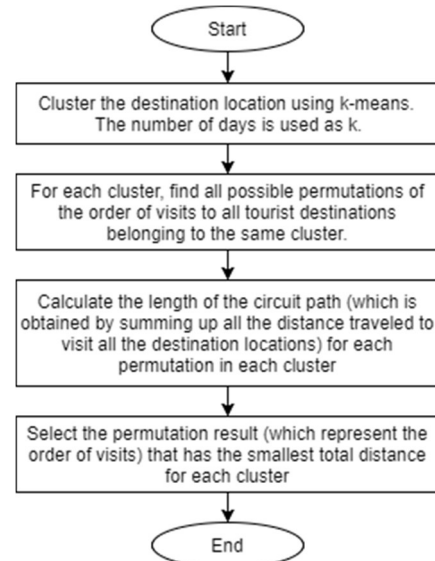 Start
Cluster the destination location using k-means.
The number of days is used as k.
For each cluster, find all possible permutations of
the order of visits to all tourist destinations
belonging to the same cluster.
Calculate the length of the circuit path (which is
obtained by summing up all the distance traveled to
visit all the destination locations) for each
permutation in each cluster
Select the permutation result (which represent the
order of visits) that has the smallest total distance
for each cluster
End